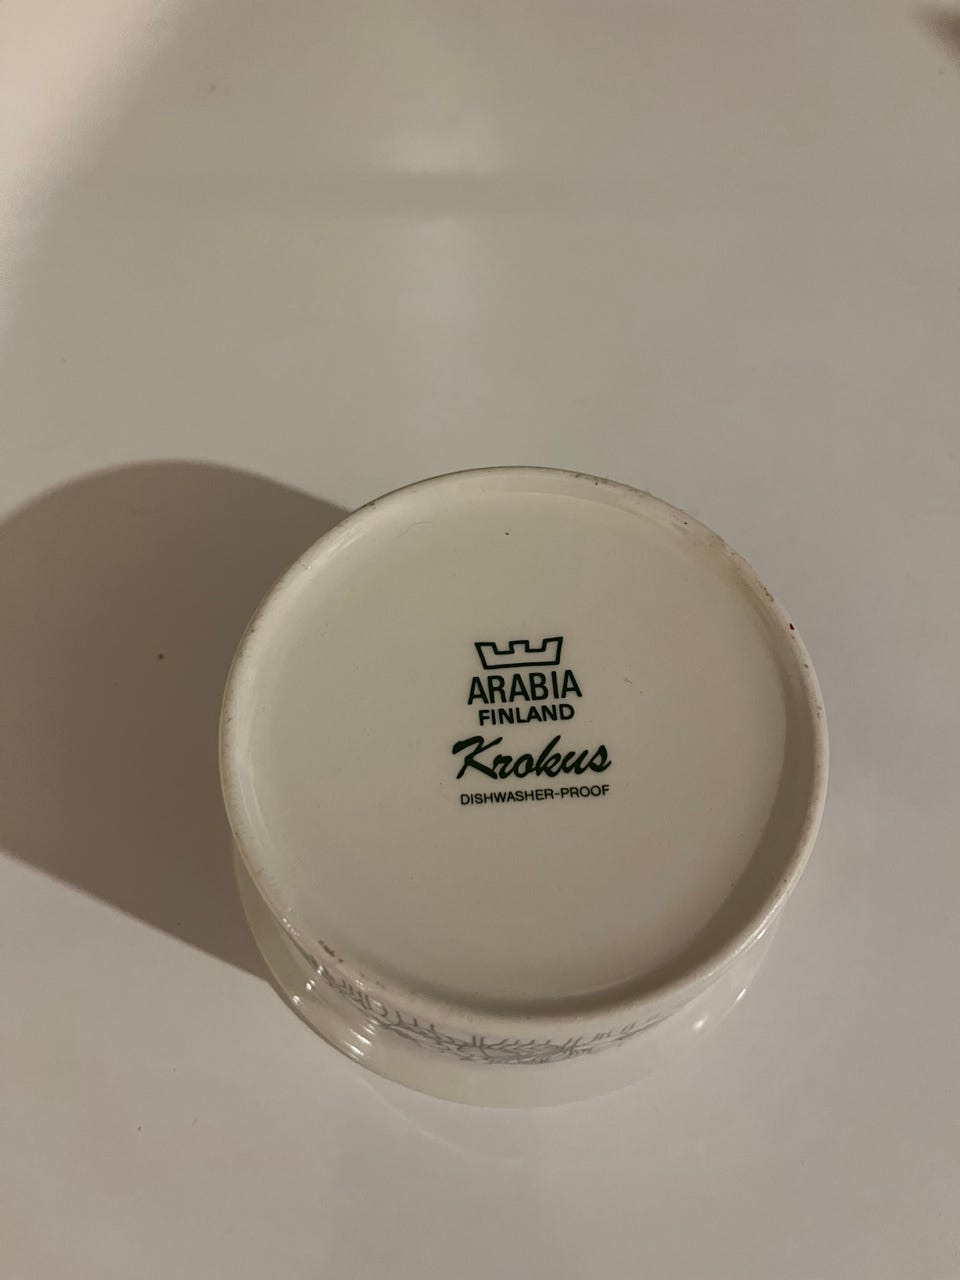 ARABIA
FINLAND
Krokus
DISHWASHER-PROOF